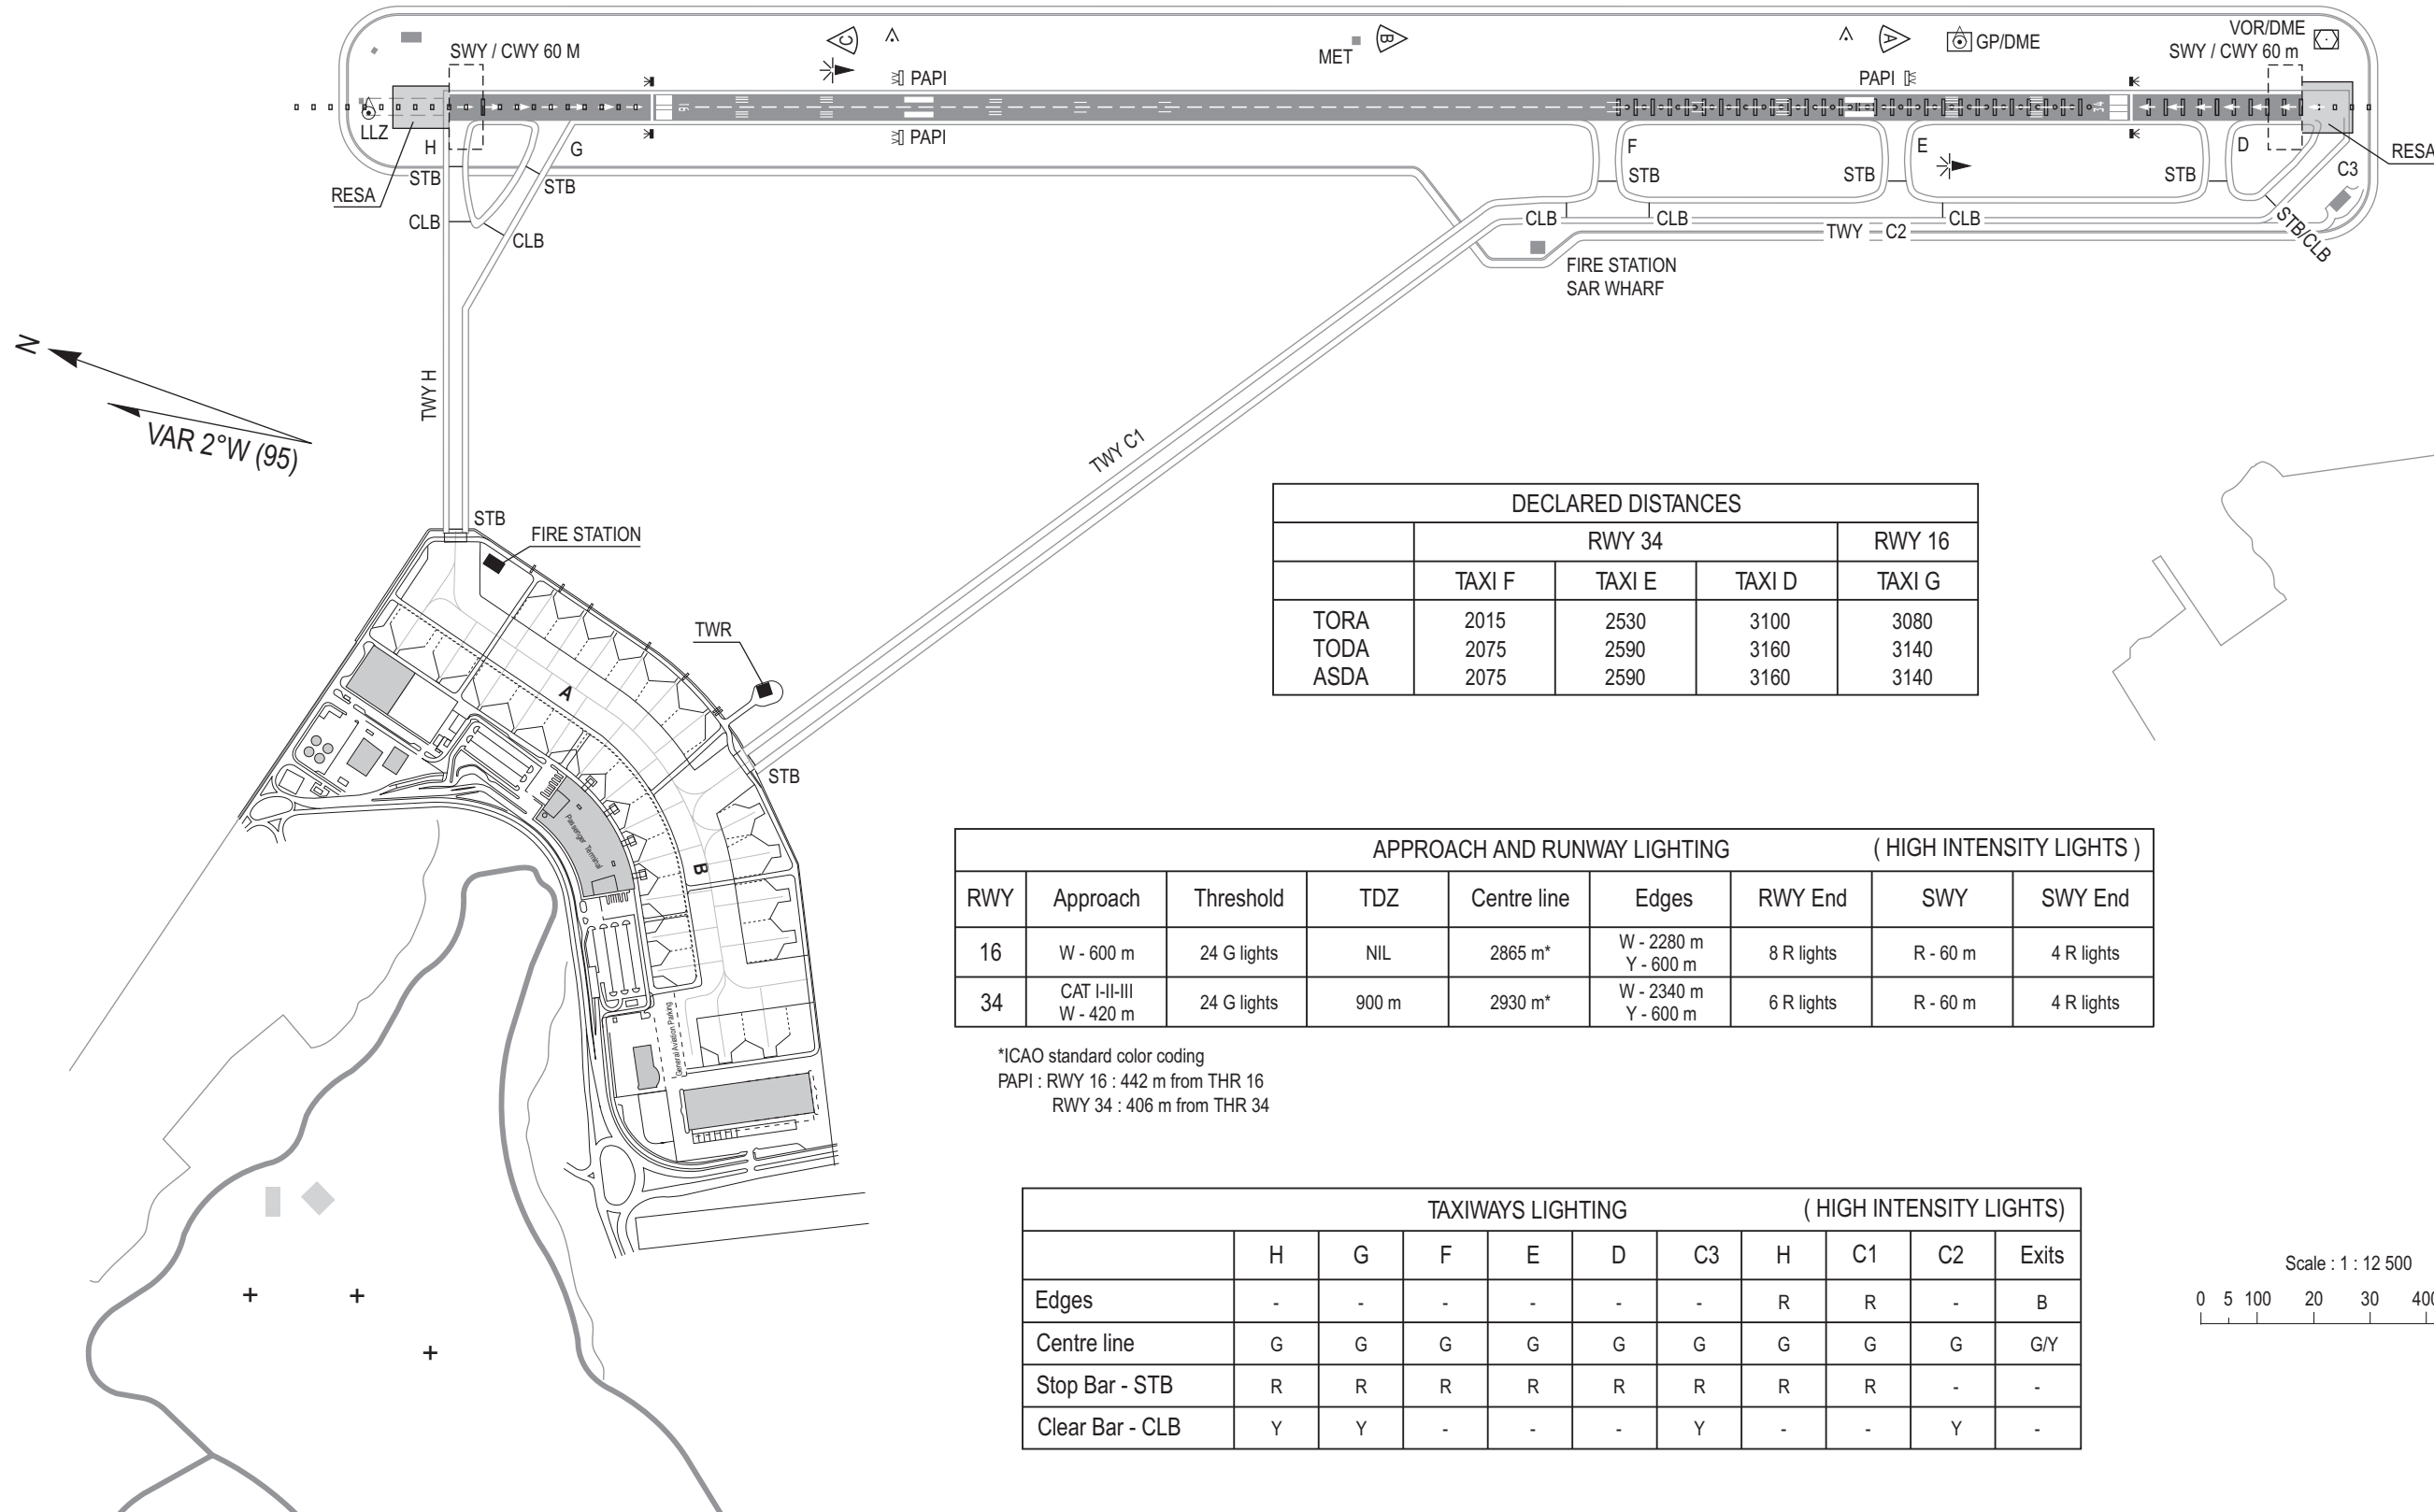 VOR/DME
SWY / CWY 60 M
SWY / CWY 60 m
C
B
A
GP/DME
MET
PAPI
PAPI
16
34
LLZ
PAPI
H
G
F
E
D
RESA
STB
STB
STB
STB
STB
C3
RESA
CLB
CLB
CLB
CLB
CLB
TWY C2
STB/CLB
FIRE STATION
SAR WHARF
N
VAR 2°W (95)
TWY H
TWY C1
STB
FIRE STATION
TWR
A
STB
Passenger Terminal
B
General Aviation Parking
DECLARED DISTANCES
RWY 34 RWY 16
TAXI F TAXI E TAXI D TAXI G
TORA 2015 2530 3100 3080
TODA 2075 2590 3160 3140
ASDA 2075 2590 3160 3140
APPROACH AND RUNWAY LIGHTING ( HIGH INTENSITY LIGHTS )
RWY Approach Threshold TDZ Centre line Edges RWY End SWY SWY End
16 W - 600 m 24 G lights NIL 2865 m* W - 2280 m Y - 600 m 8 R lights R - 60 m 4 R lights
34 CAT I-II-III W - 420 m 24 G lights 900 m 2930 m* W - 2340 m Y - 600 m 6 R lights R - 60 m 4 R lights
*ICAO standard color coding
PAPI : RWY 16 : 442 m from THR 16
RWY 34 : 406 m from THR 34
TAXIWAYS LIGHTING ( HIGH INTENSITY LIGHTS)
H G F E D C3 H C1 C2 Exits
Edges - - - - - - R R - B
Centre line G G G G G G G G G G/Y
Stop Bar - STB R R R R R R R R - -
Clear Bar - CLB Y Y - - - Y - - Y -
Scale : 1 : 12 500
0 5 100 20 30 400